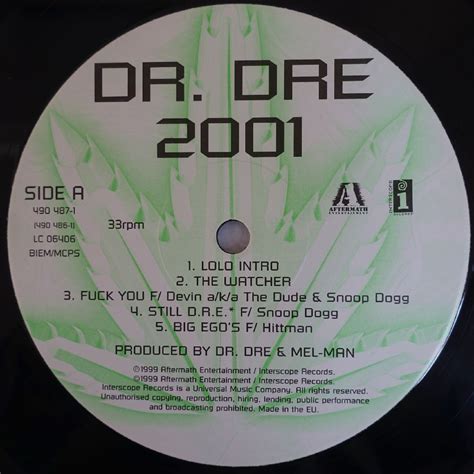 DR. DRE
2001
SIDE A
490 487-1
(490 486-1)
LC 06406
BIEM/MCPS
33rpm
A
AFTERMATH
ENTERTAINMENT
INTERSCOPE
RECORDS
i
1. LOLO INTRO
2. THE WATCHER
3. FUCK YOU F/ Devin a/k/a The Dude & Snoop Dogg
4. STILL D.R.E.* F/ Snoop Dogg
5. BIG EGO'S F/ Hittman
PRODUCED BY DR. DRE & MEL-MAN
℗1999 Aftermath Entertainment / Interscope Records.
©1999 Aftermath Entertainment / Interscope Records.
Interscope Records is a Universal Music Company. All rights reserved.
Unauthorised copying, reproduction, hiring, lending, public performance
and broadcasting prohibited. Made in the EU.